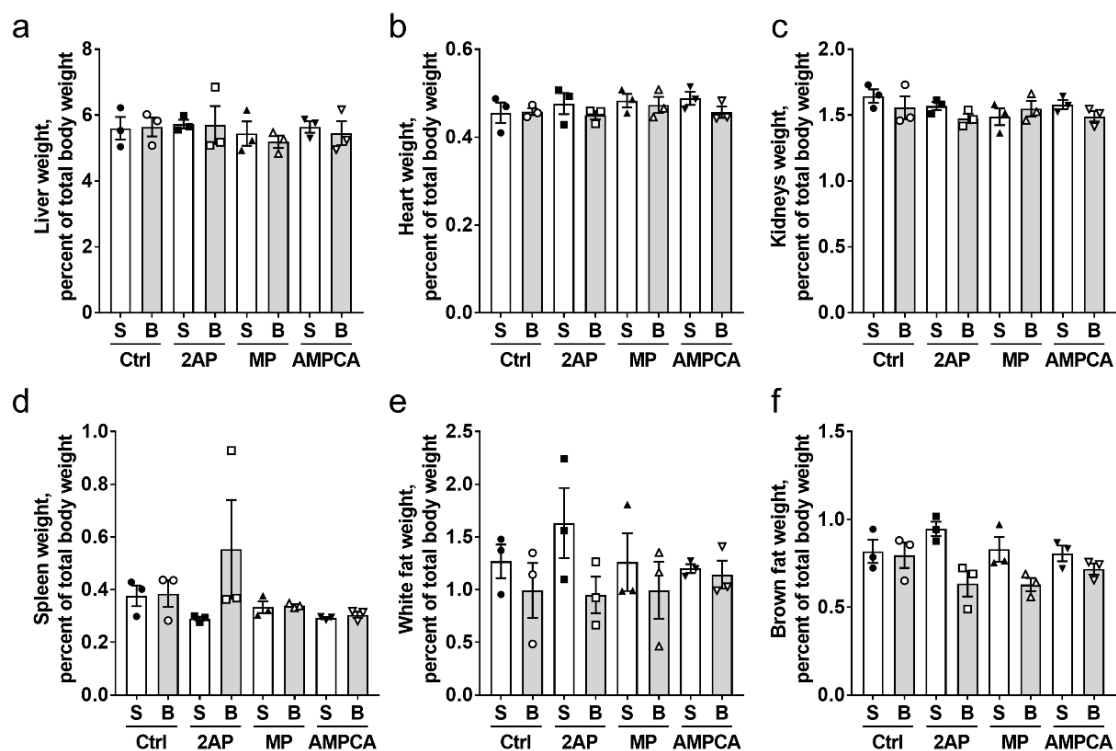 a
Liver weight,
percent of total body weight
8
6
4
2
0
S B S B S B S B
Ctrl 2AP MP AMPCA
b
Heart weight,
percent of total body weight
0.6
0.4
0.2
0.0
S B S B S B S B
Ctrl 2AP MP AMPCA
c
Kidneys weight,
percent of total body weight
2.0
1.5
1.0
0.5
0.0
S B S B S B S B
Ctrl 2AP MP AMPCA
d
Spleen weight,
percent of total body weight
1.0
0.8
0.6
0.4
0.2
0.0
S B S B S B S B
Ctrl 2AP MP AMPCA
e
White fat weight,
percent of total body weight
2.5
2.0
1.5
1.0
0.5
0.0
S B S B S B S B
Ctrl 2AP MP AMPCA
f
Brown fat weight,
percent of total body weight
1.5
1.0
0.5
0.0
S B S B S B S B
Ctrl 2AP MP AMPCA